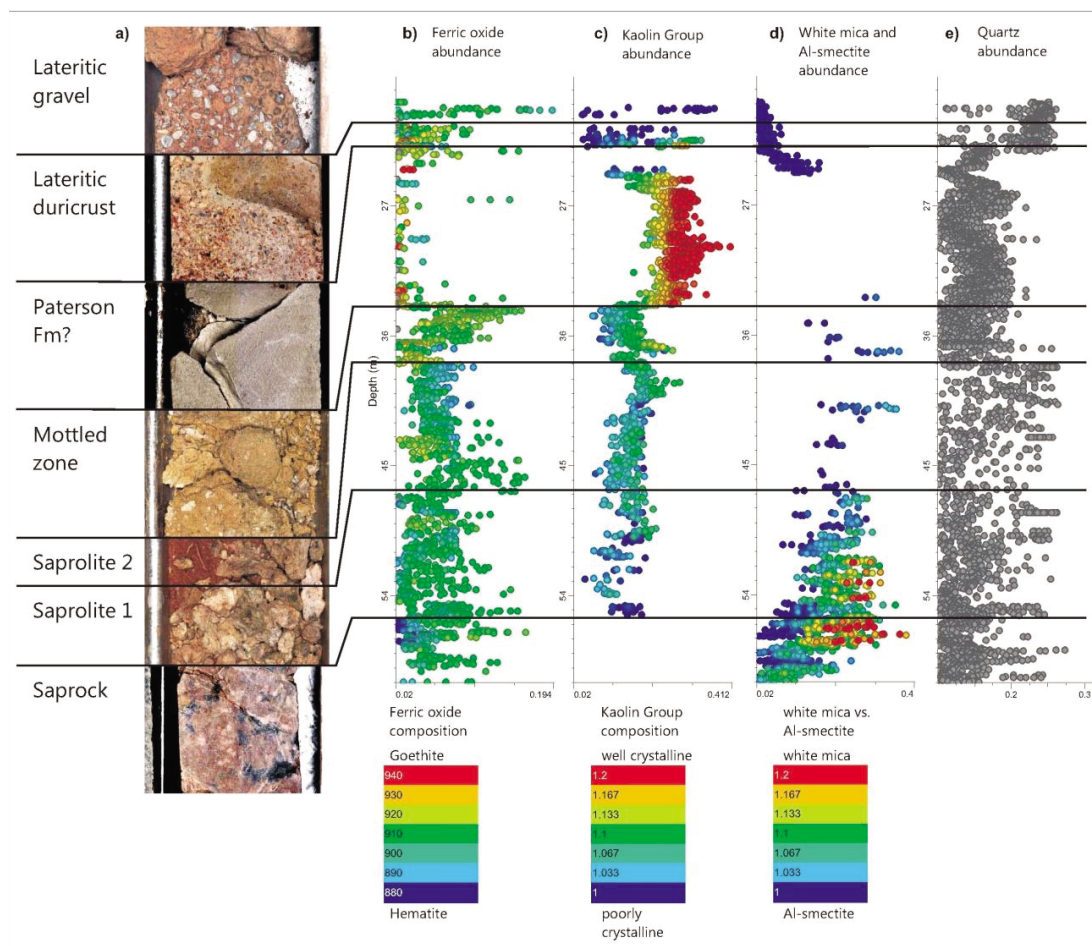 a)
Lateritic
gravel
Lateritic
duricrust
Paterson
Fm?
Mottled
zone
Saprolite 2
Saprolite 1
Saprock
b) Ferric oxide
abundance
c) Kaolin Group
abundance
d) White mica and
Al-smectite
abundance
e) Quartz
abundance
Depth (m)
27
36
45
54
0.02 0.194
27
36
45
54
0.02 0.412
27
36
45
54
0.02 0.4
27
36
45
54
0.2 0.3
Ferric oxide
composition
Goethite
940
930
920
910
900
890
880
Hematite
Kaolin Group
composition
well crystalline
1.2
1.167
1.133
1.1
1.067
1.033
1
poorly
crystalline
white mica vs.
Al-smectite
white mica
1.2
1.167
1.133
1.1
1.067
1.033
1
Al-smectite